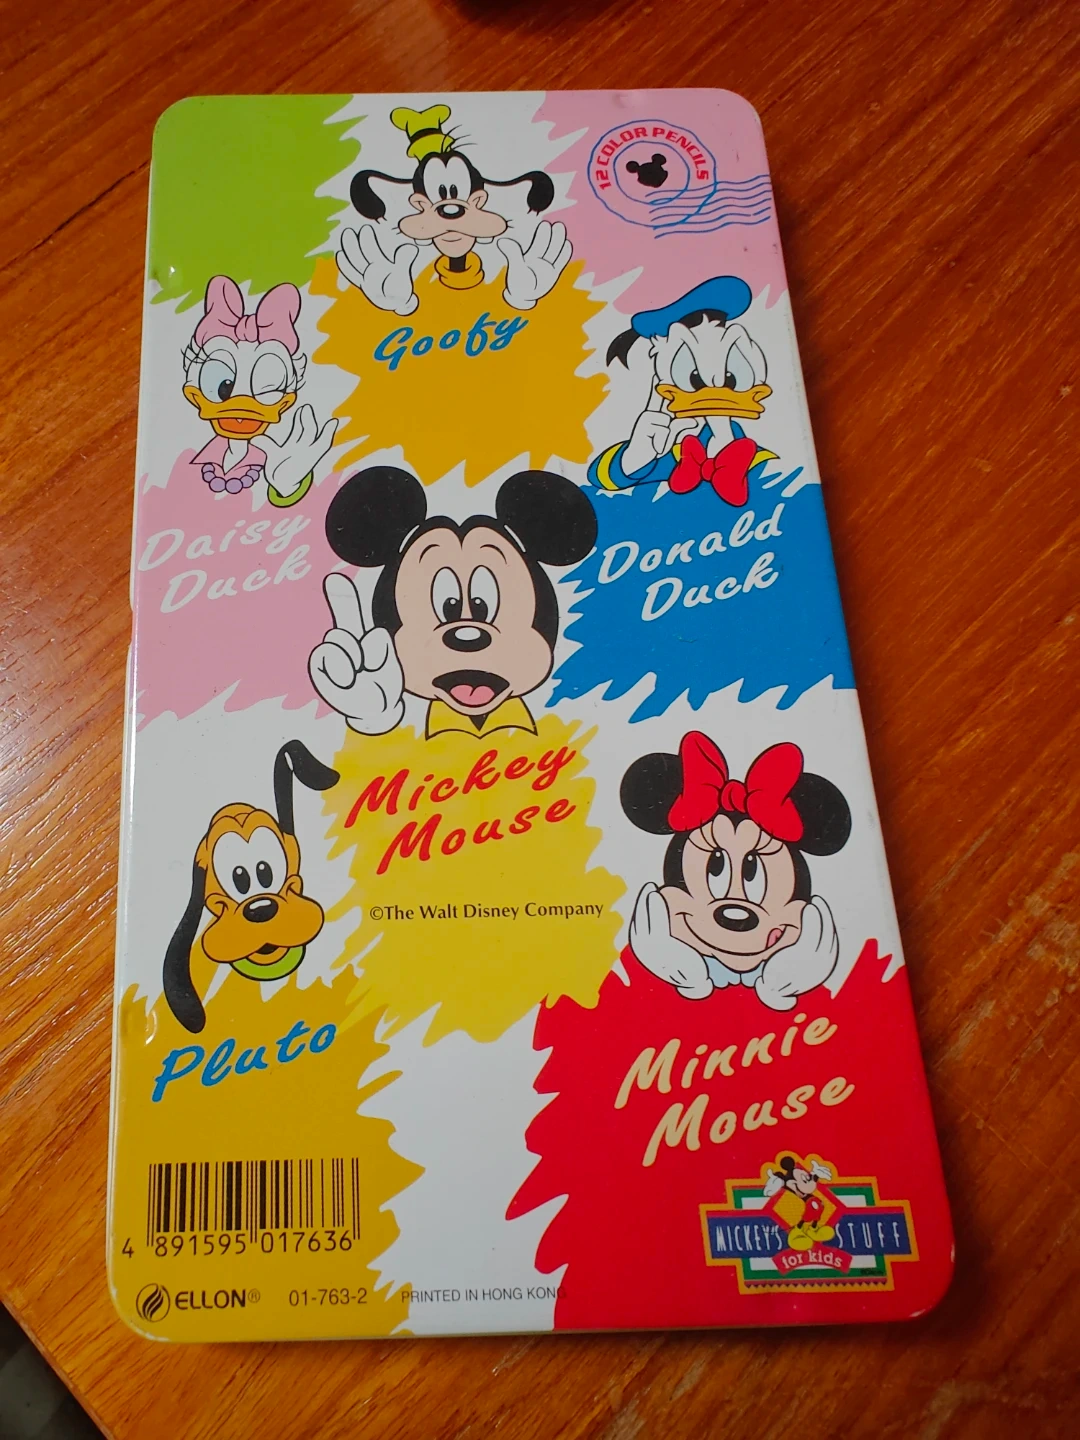 12 COLOR PENCILS
Goofy
Daisy
Duck
Donald
Duck
Mickey
Mouse
©The Walt Disney Company
Pluto
Minnie
Mouse
4 891595 017636
MICKEY'S STUFF
for kids
ELLON® 01-763-2 PRINTED IN HONG KONG